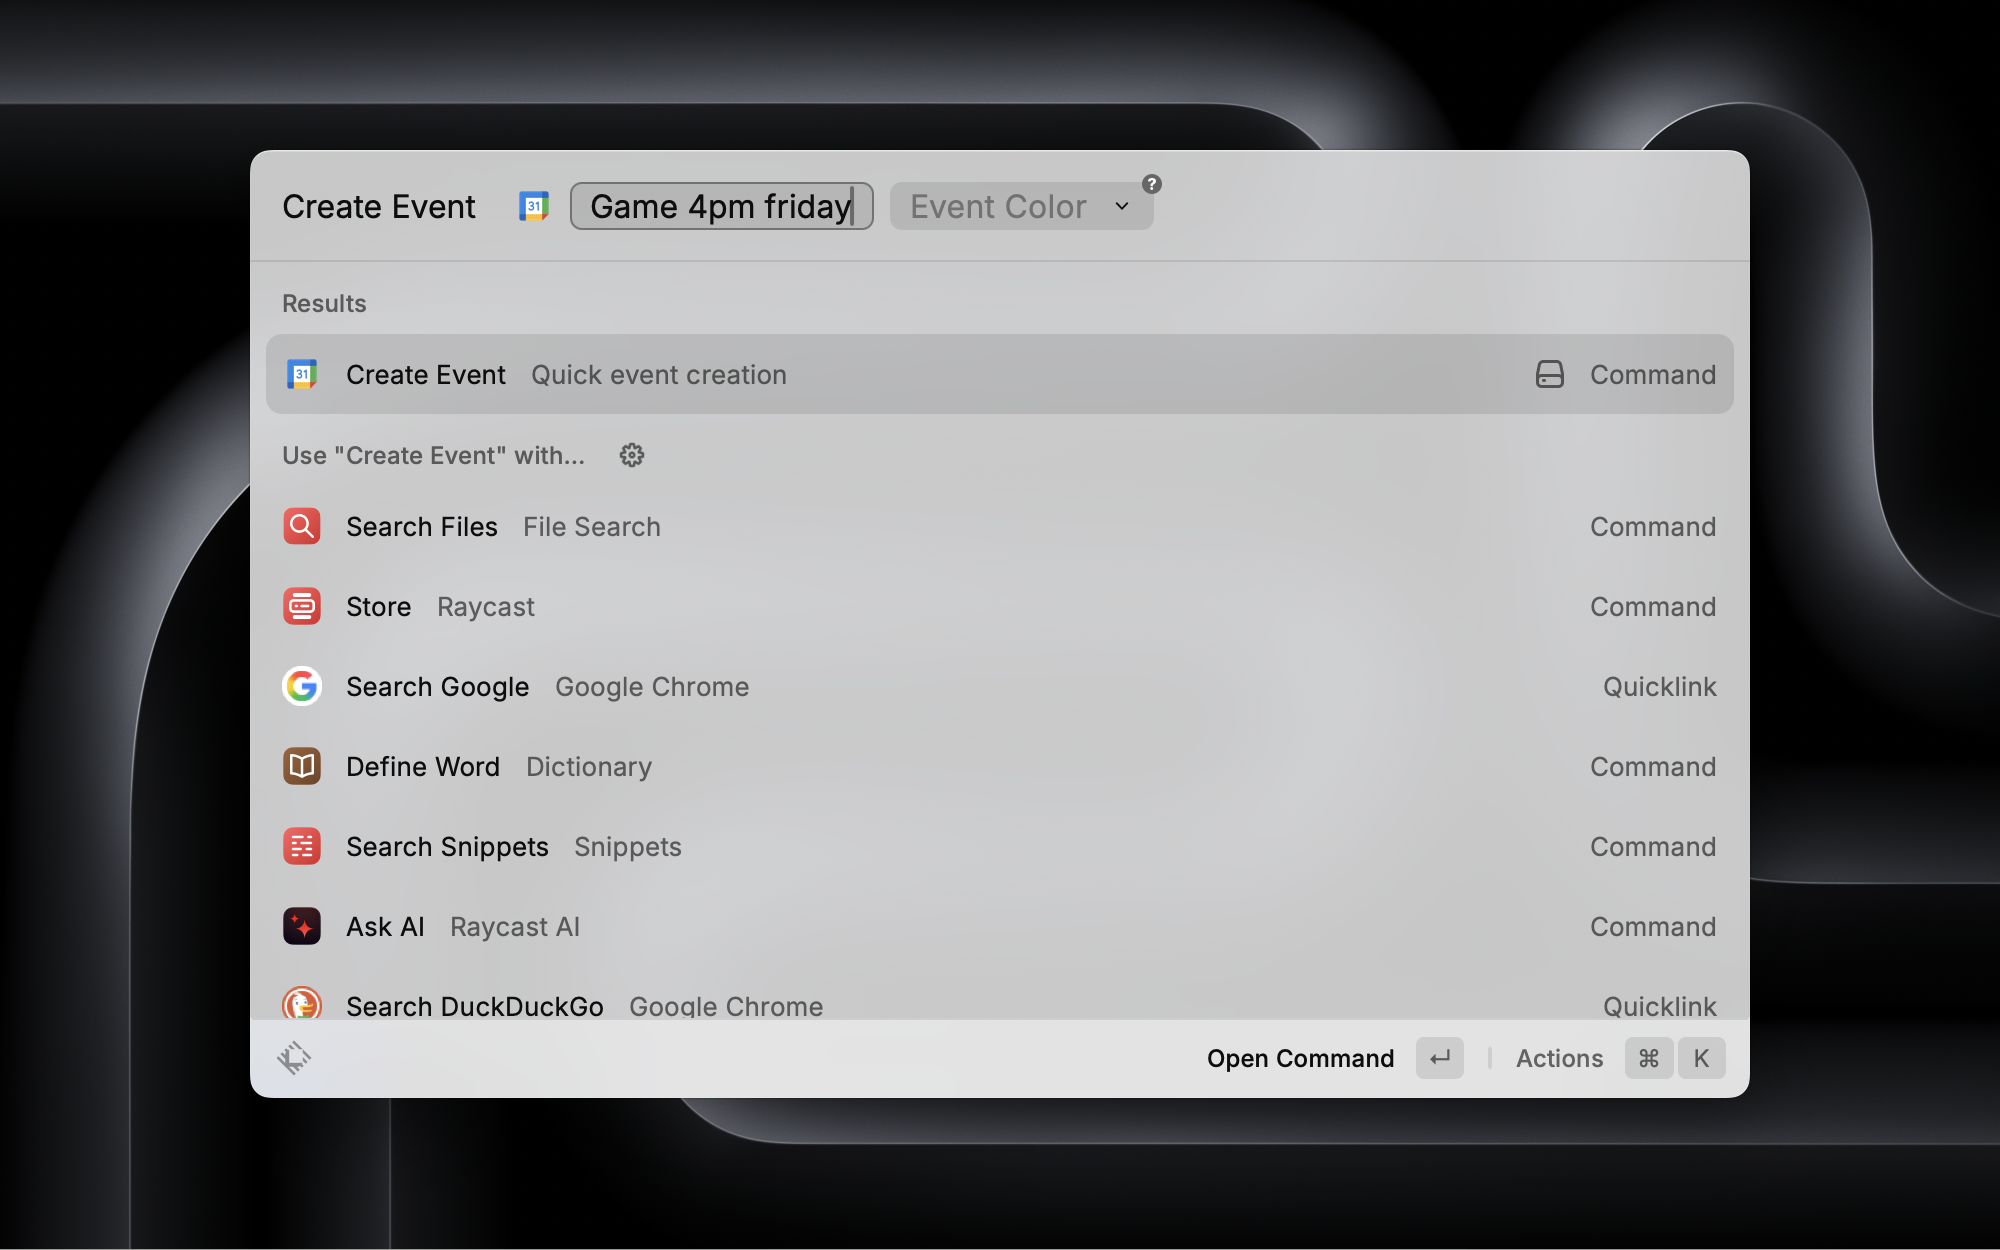 Create Event 31 Game 4pm friday Event Color ?
Results
31 Create Event Quick event creation Command
Use "Create Event" with...
Search Files File Search Command
Store Raycast Command
Search Google Google Chrome Quicklink
Define Word Dictionary Command
Search Snippets Snippets Command
Ask AI Raycast AI Command
Search DuckDuckGo Google Chrome Quicklink
Open Command ↵ Actions ⌘ K